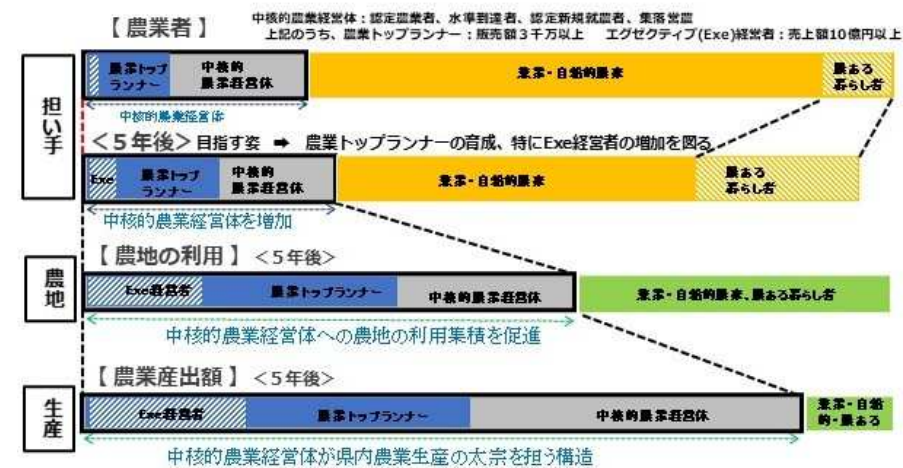 【 農業者 】
中核的農業経営体：認定農業者、水準到達者、認定新規就農者、集落営農
上記のうち、農業トップランナー：販売額３千万以上　エグゼクティブ(Exe)経営者：売上額10億円以上
担い手
農業トップ
ランナー
中核的
農業経営体
兼業・自給的農家
農ある
暮らし者
中核的農業経営体
＜５年後＞目指す姿 ➡ 農業トップランナーの育成、特にExe経営者の増加を図る
Exe
農業トップ
ランナー
中核的
農業経営体
兼業・自給的農家
農ある
暮らし者
中核的農業経営体を増加
【 農地の利用 】＜５年後＞
農地
Exe経営者
農業トップランナー
中核的農業経営体
兼業・自給的農家、農ある暮らし者
中核的農業経営体への農地の利用集積を促進
【 農業産出額 】＜５年後＞
生産
Exe経営者
農業トップランナー
中核的農業経営体
兼業・自給
的・農ある
中核的農業経営体が県内農業生産の太宗を担う構造